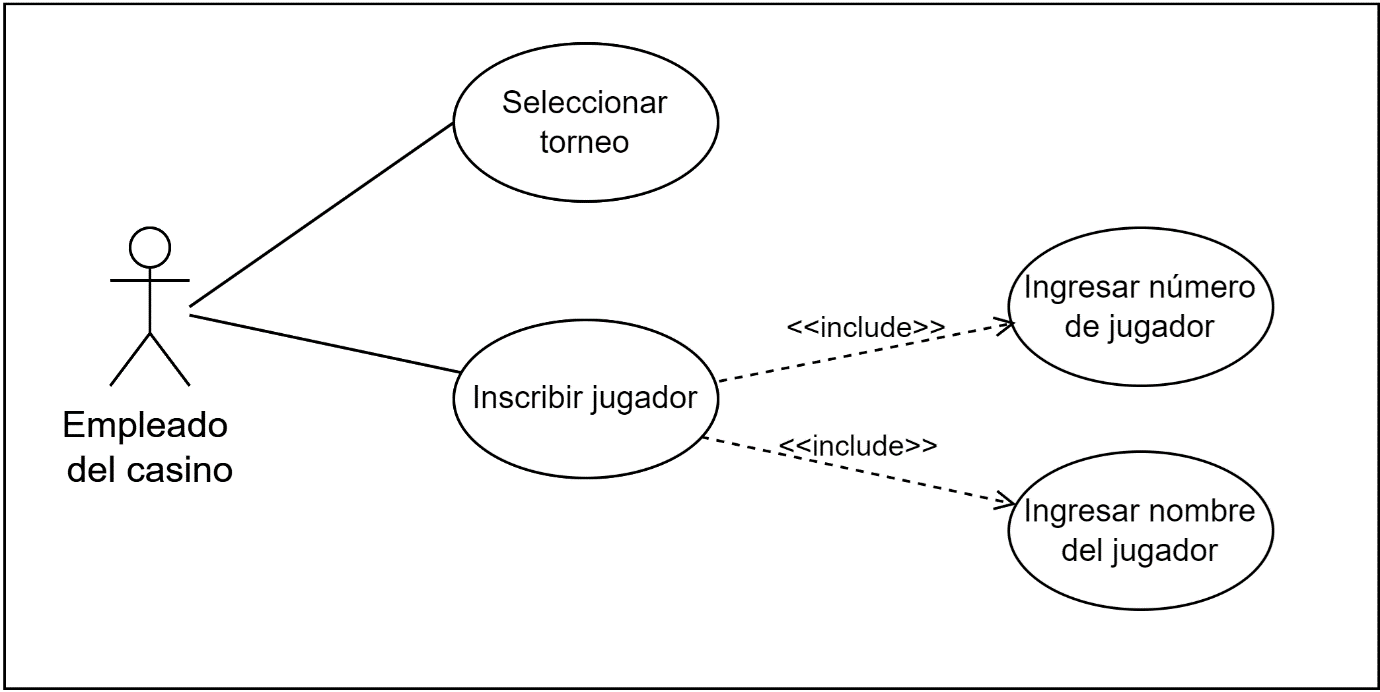 Seleccionar
torneo
Empleado
del casino
Inscribir jugador
<<include>>
<<include>>
Ingresar número
de jugador
Ingresar nombre
del jugador